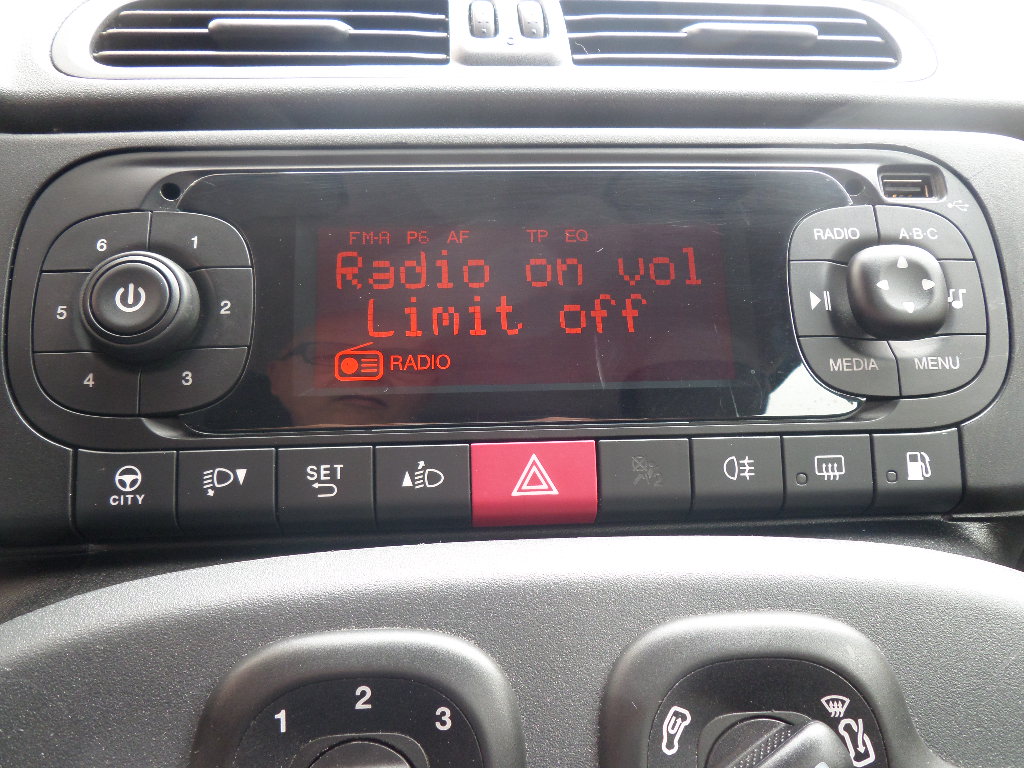 RADIO A·B·C
6 1
FM-A P6 AF TP EQ
Radio on vol
5 2
Limit off
4 3
RADIO
MEDIA MENU
CITY
SET
1 2 3